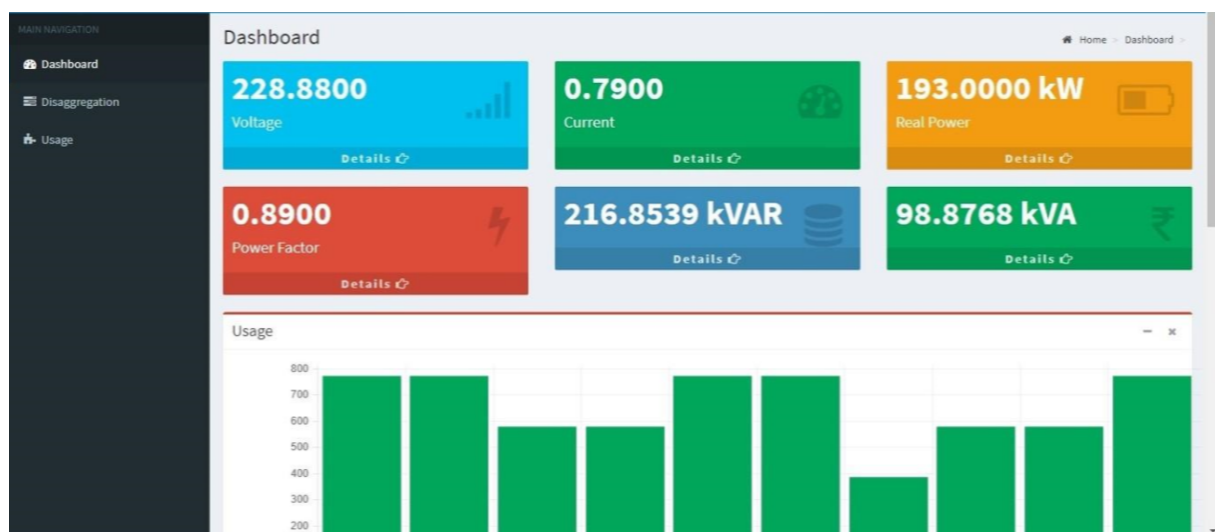 MAIN NAVIGATION
Dashboard
Disaggregation
Usage
Dashboard
Home > Dashboard >
228.8800
Voltage
Details
0.7900
Current
Details
193.0000 kW
Real Power
Details
0.8900
Power Factor
Details
216.8539 kVAR
Details
98.8768 kVA
₹
Details
Usage
800
700
600
500
400
300
200